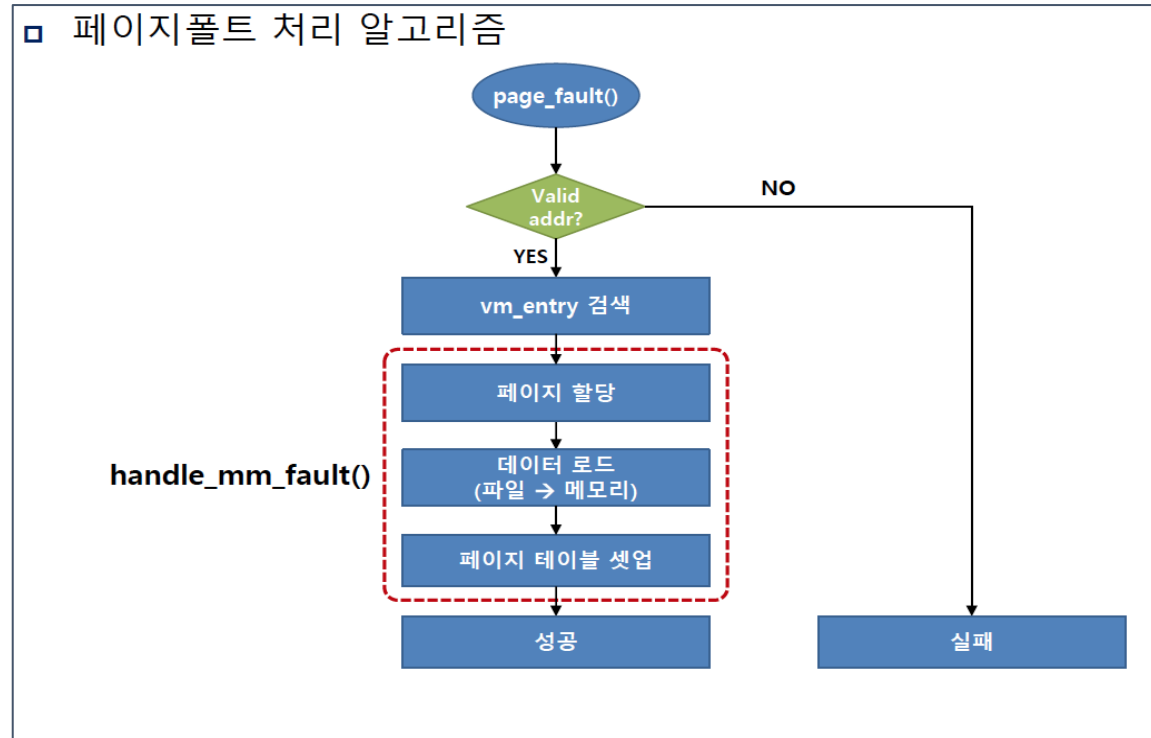 페이지폴트 처리 알고리즘
page_fault()
Valid
addr?
NO
YES
vm_entry 검색
페이지 할당
handle_mm_fault()
데이터 로드
(파일 → 메모리)
페이지 테이블 셋업
성공
실패